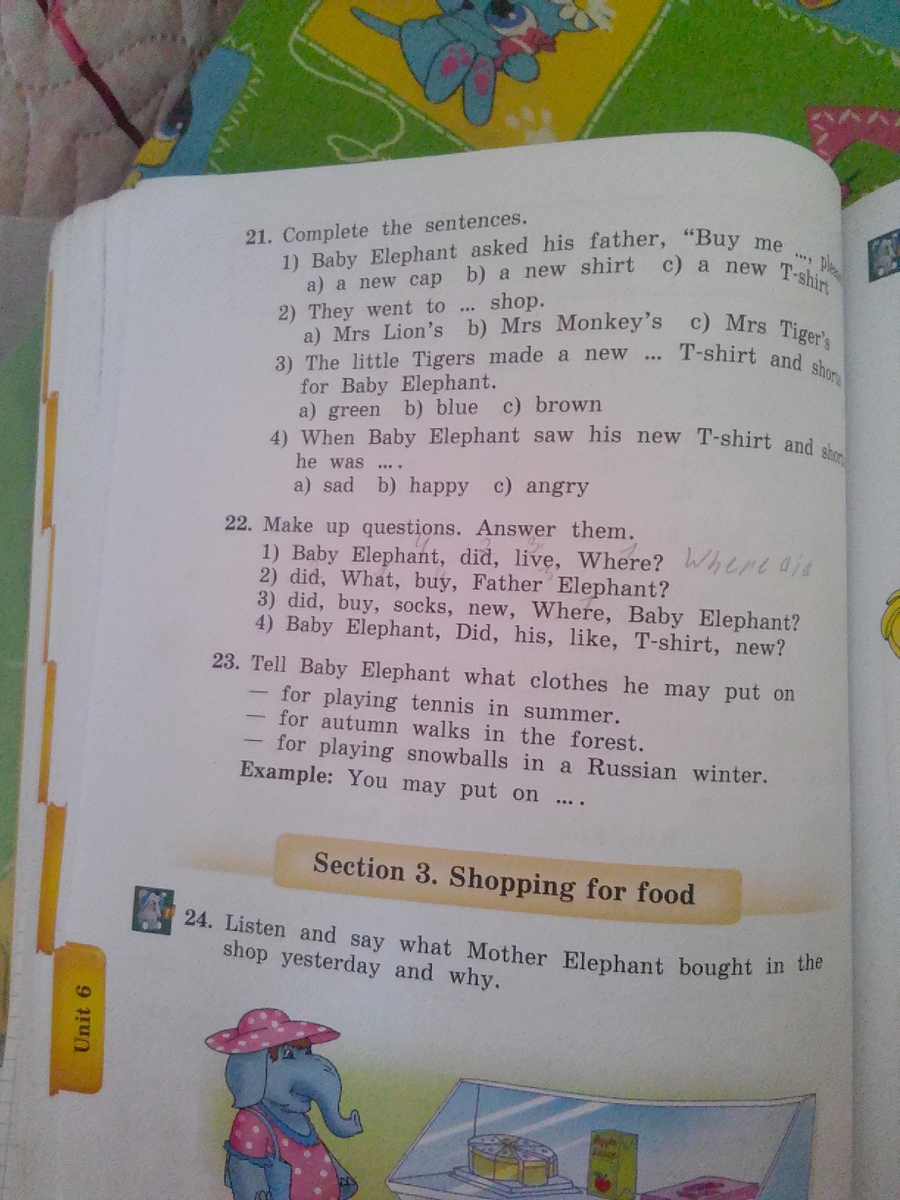 21. Complete the sentences.
1) Baby Elephant asked his father, “Buy me ...,
a) a new cap b) a new shirt c) a new T-shirt
2) They went to ... shop.
a) Mrs Lion's b) Mrs Monkey's c) Mrs Tiger's
3) The little Tigers made a new ... T-shirt and
for Baby Elephant.
a) green b) blue c) brown
4) When Baby Elephant saw his new T-shirt and
he was ... .
a) sad b) happy c) angry
22. Make up questions. Answer them.
1) Baby Elephant, did, live, Where? Where did
2) did, What, buy, Father Elephant?
3) did, buy, socks, new, Where, Baby Elephant?
4) Baby Elephant, Did, his, like, T-shirt, new?
23. Tell Baby Elephant what clothes he may put on
— for playing tennis in summer.
— for autumn walks in the forest.
— for playing snowballs in a Russian winter.
Example: You may put on ... .
Section 3. Shopping for food
24. Listen and say what Mother Elephant bought in the
shop yesterday and why.
Unit 6
Apple
Juice